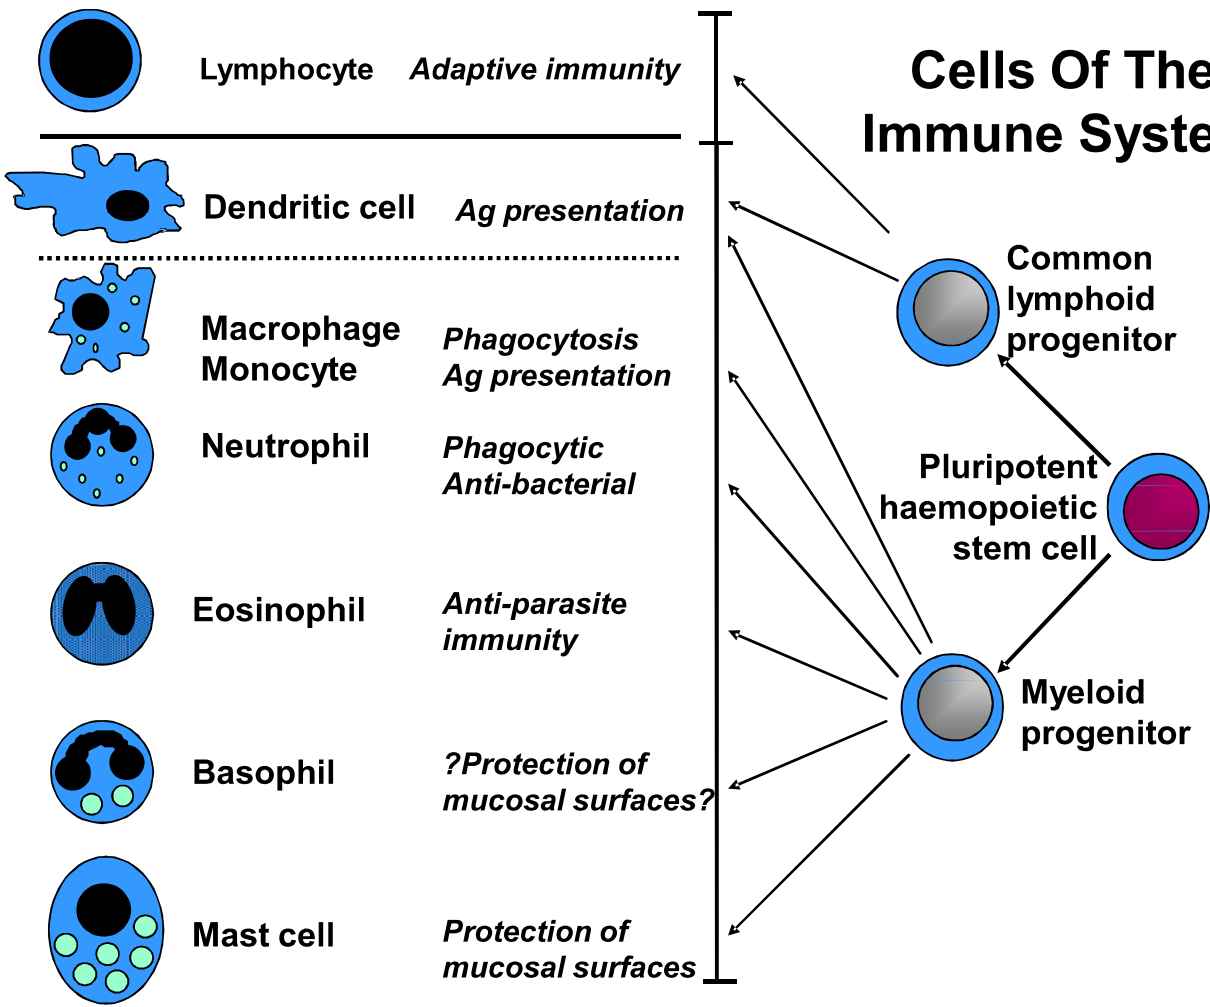 Cells Of The
Immune Syste
Lymphocyte Adaptive immunity
Dendritic cell Ag presentation
Macrophage
Monocyte
Phagocytosis
Ag presentation
Neutrophil
Phagocytic
Anti-bacterial
Eosinophil
Anti-parasite
immunity
Basophil
?Protection of
mucosal surfaces?
Mast cell
Protection of
mucosal surfaces
Common
lymphoid
progenitor
Pluripotent
haemopoietic
stem cell
Myeloid
progenitor